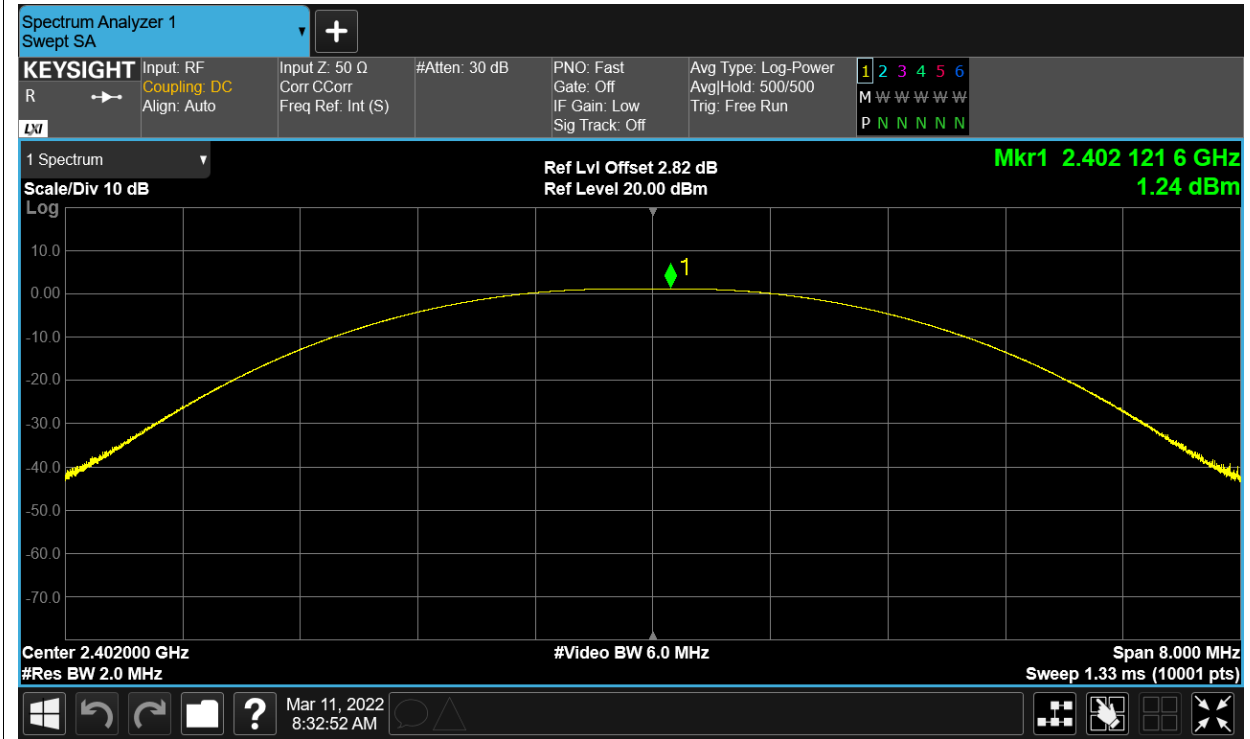 Spectrum Analyzer 1
Swept SA
+
KEYSIGHT
R
LXI
Input: RF
Coupling: DC
Align: Auto
Input Z: 50 Ω
Corr CCorr
Freq Ref: Int (S)
#Atten: 30 dB
PNO: Fast
Gate: Off
IF Gain: Low
Sig Track: Off
Avg Type: Log-Power
Avg|Hold: 500/500
Trig: Free Run
1 2 3 4 5 6
M W W W W W W
P N N N N N N
1 Spectrum
Scale/Div 10 dB
Log
Ref Lvl Offset 2.82 dB
Ref Level 20.00 dBm
Mkr1 2.402 121 6 GHz
1.24 dBm
1
10.0
0.00
-10.0
-20.0
-30.0
-40.0
-50.0
-60.0
-70.0
Center 2.402000 GHz
#Video BW 6.0 MHz
Span 8.000 MHz
#Res BW 2.0 MHz
Sweep 1.33 ms (10001 pts)
?
Mar 11, 2022
8:32:52 AM